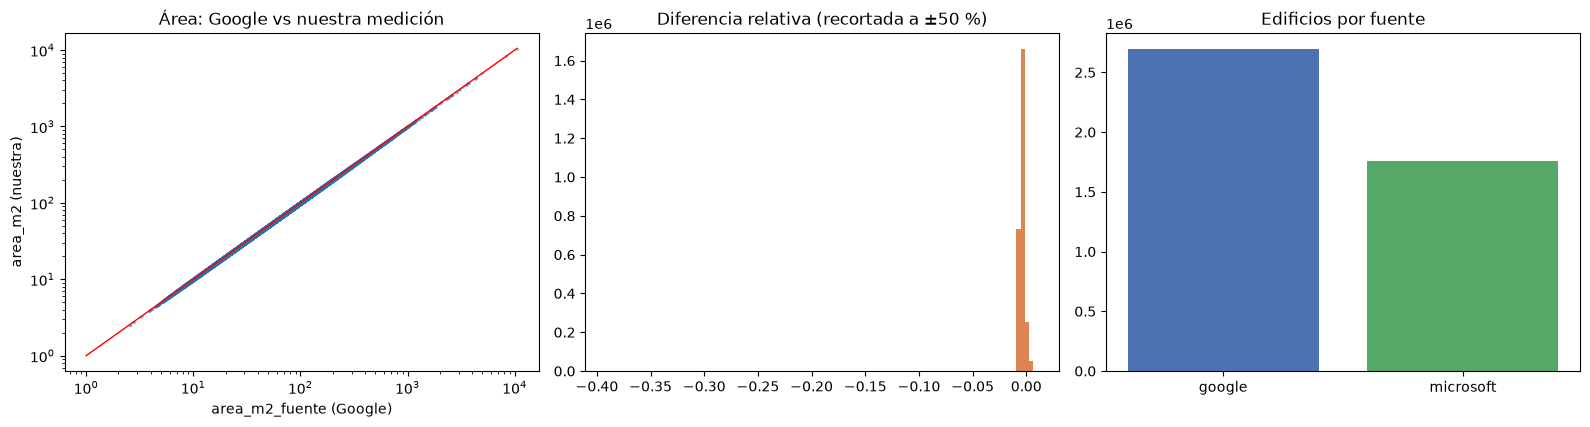 Área: Google vs nuestra medición
10⁴
10³
10²
10¹
10⁰
area_m2 (nuestra)
10⁰ 10¹ 10² 10³ 10⁴
area_m2_fuente (Google)
Diferencia relativa (recortada a ±50 %)
1e6
1.6
1.4
1.2
1.0
0.8
0.6
0.4
0.2
0.0
−0.40 −0.35 −0.30 −0.25 −0.20 −0.15 −0.10 −0.05 0.00
Edificios por fuente
1e6
2.5
2.0
1.5
1.0
0.5
0.0
google microsoft